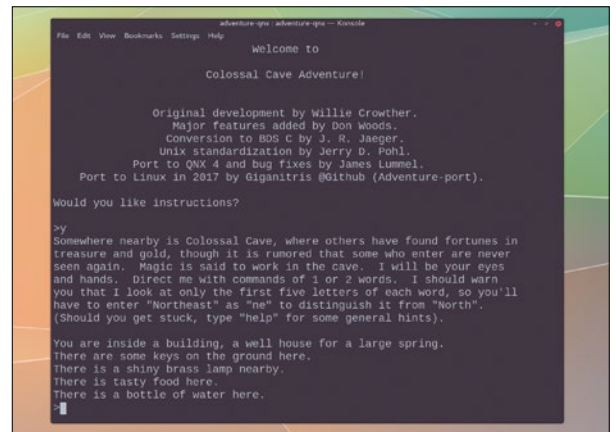 adventure-qnx : adventure-qnx — Konsole
File Edit View Bookmarks Settings Help
Welcome to
Colossal Cave Adventure!
Original development by Willie Crowther.
Major features added by Don Woods.
Conversion to BDS C by J. R. Jaeger.
Unix standardization by Jerry D. Pohl.
Port to QNX 4 and bug fixes by James Lummel.
Port to Linux in 2017 by Giganitris @Github (Adventure-port).
Would you like instructions?
>y
Somewhere nearby is Colossal Cave, where others have found fortunes in
treasure and gold, though it is rumored that some who enter are never
seen again. Magic is said to work in the cave. I will be your eyes
and hands. Direct me with commands of 1 or 2 words. I should warn
you that I look at only the first five letters of each word, so you'll
have to enter "Northeast" as "ne" to distinguish it from "North".
(Should you get stuck, type "help" for some general hints).
You are inside a building, a well house for a large spring.
There are some keys on the ground here.
There is a shiny brass lamp nearby.
There is tasty food here.
There is a bottle of water here.
>